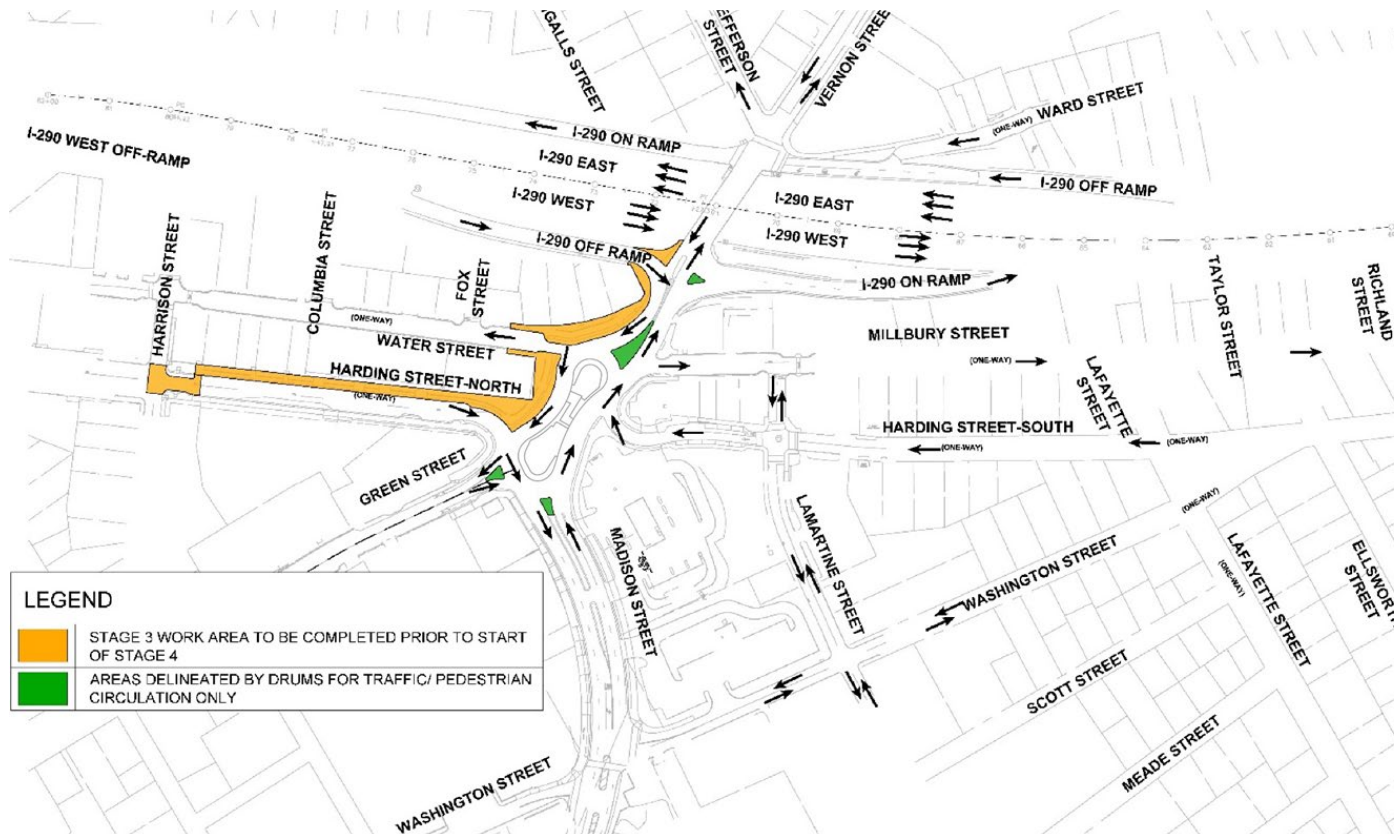 GALLS STREET
EFFERSON
STREET
VERNON STREE
WARD STREET
(ONE-WAY)
I-290 WEST OFF-RAMP
I-290 ON RAMP
I-290 EAST
I-290 WEST
I-290 OFF RAMP
I-290 OFF RAMP
I-290 EAST
I-290 WEST
I-290 ON RAMP
HARRISON STREET
COLUMBIA STREET
FOX
STREET
(ONE-WAY)
WATER STREET
HARDING STREET-NORTH
(ONE-WAY)
MILLBURY STREET
(ONE-WAY)
TAYLOR STREET
RICHLAND
STREET
LAFAYETTE
STREET
HARDING STREET-SOUTH
(ONE-WAY)
(ONE-WAY)
GREEN STREET
MADISON STREET
LAMARTINE STREET
WASHINGTON STREET
(ONE-WAY)
LAFAYETTE STREET
(ONE-WAY)
ELLSWORTH
STREET
SCOTT STREET
MEADE STREET
WASHINGTON STREET
LEGEND
STAGE 3 WORK AREA TO BE COMPLETED PRIOR TO START
OF STAGE 4
AREAS DELINEATED BY DRUMS FOR TRAFFIC/ PEDESTRIAN
CIRCULATION ONLY